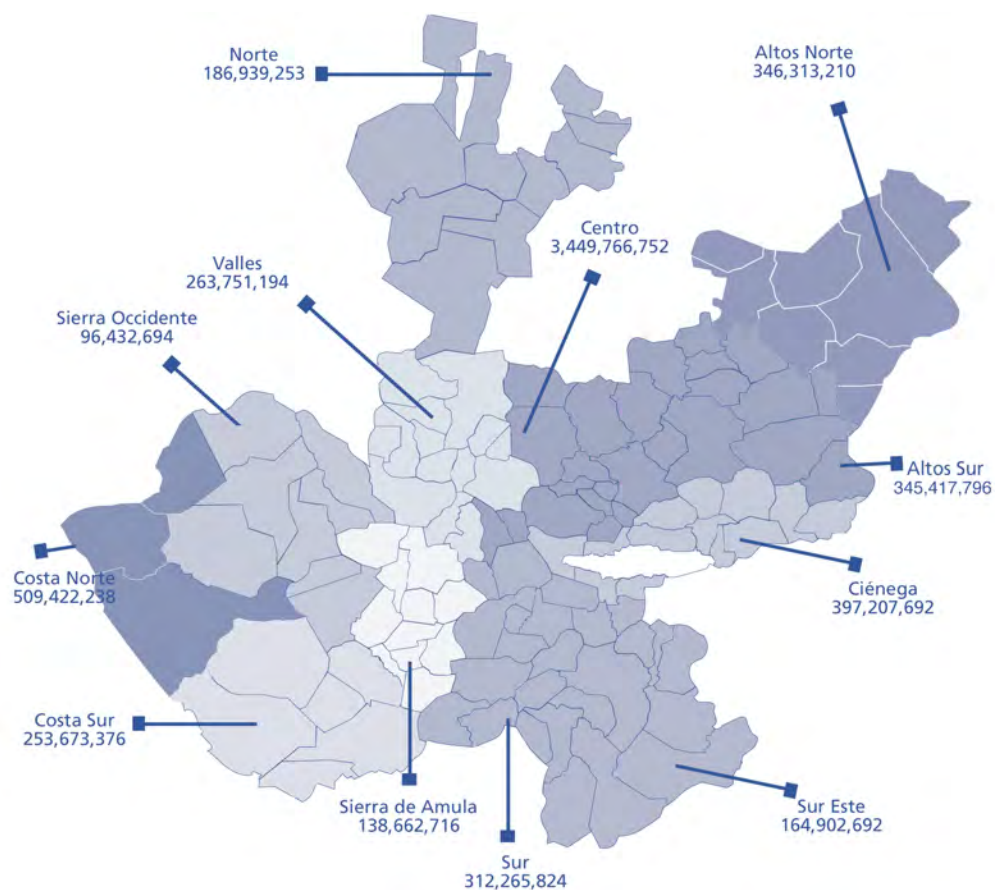 Norte
186,939,253
Altos Norte
346,313,210
Centro
3,449,766,752
Valles
263,751,194
Sierra Occidente
96,432,694
Altos Sur
345,417,796
Costa Norte
509,422,238
Ciénega
397,207,692
Costa Sur
253,673,376
Sierra de Amula
138,662,716
Sur Este
164,902,692
Sur
312,265,824